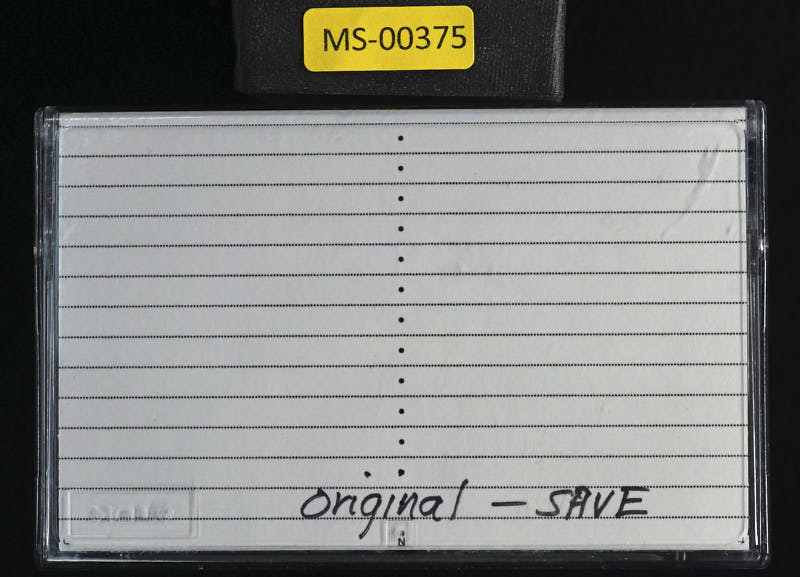 MS-00375
original - SAVE
N